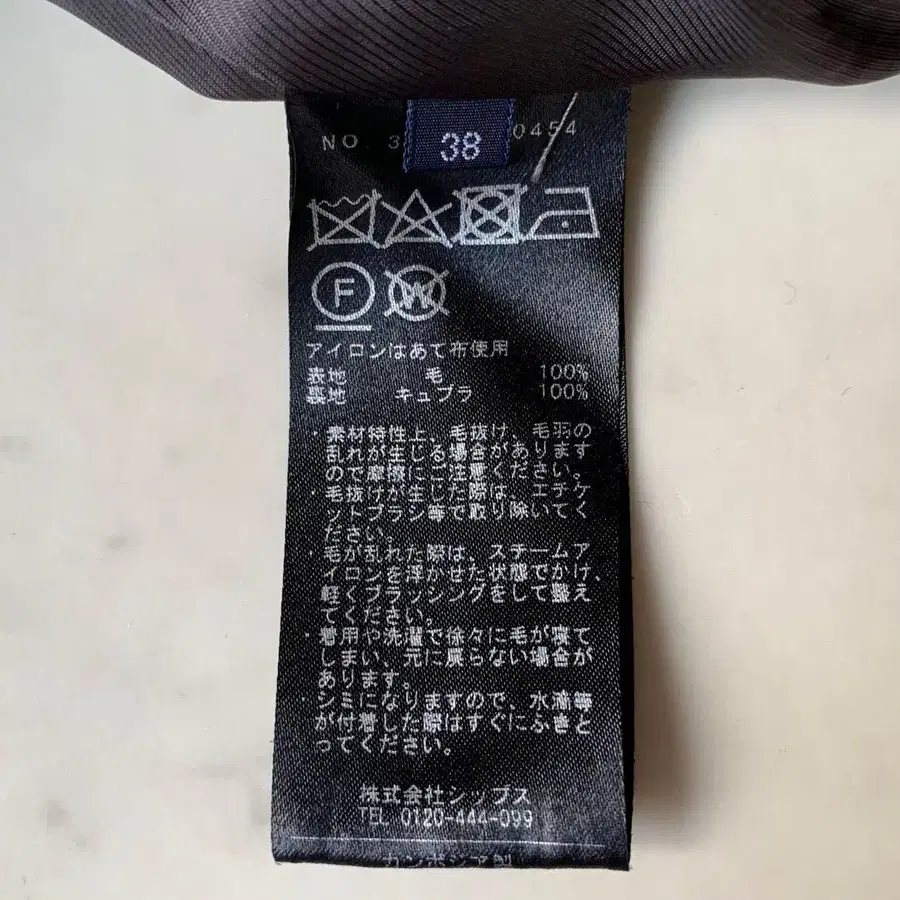 38
NO. 3 0454
F
W
アイロンはあて布使用
表地 毛 100%
裏地 キュプラ 100%
・素材特性上、毛抜け、毛羽の
乱れが生じる場合があります
ので摩擦にご注意ください。
・毛抜けが生じた際は、エチケ
ットブラシ等で取り除いてく
ださい。
・毛が乱れた際は、スチームア
イロンを浮かせた状態でかけ、
軽くブラッシングをして整え
てください。
・着用や洗濯で徐々に毛が寝て
しまい、元に戻らない場合が
あります。
・シミになりますので、水滴等
が付着した際はすぐにふきと
ってください。
株式会社シップス
TEL 0120-444-099
カンボジア製